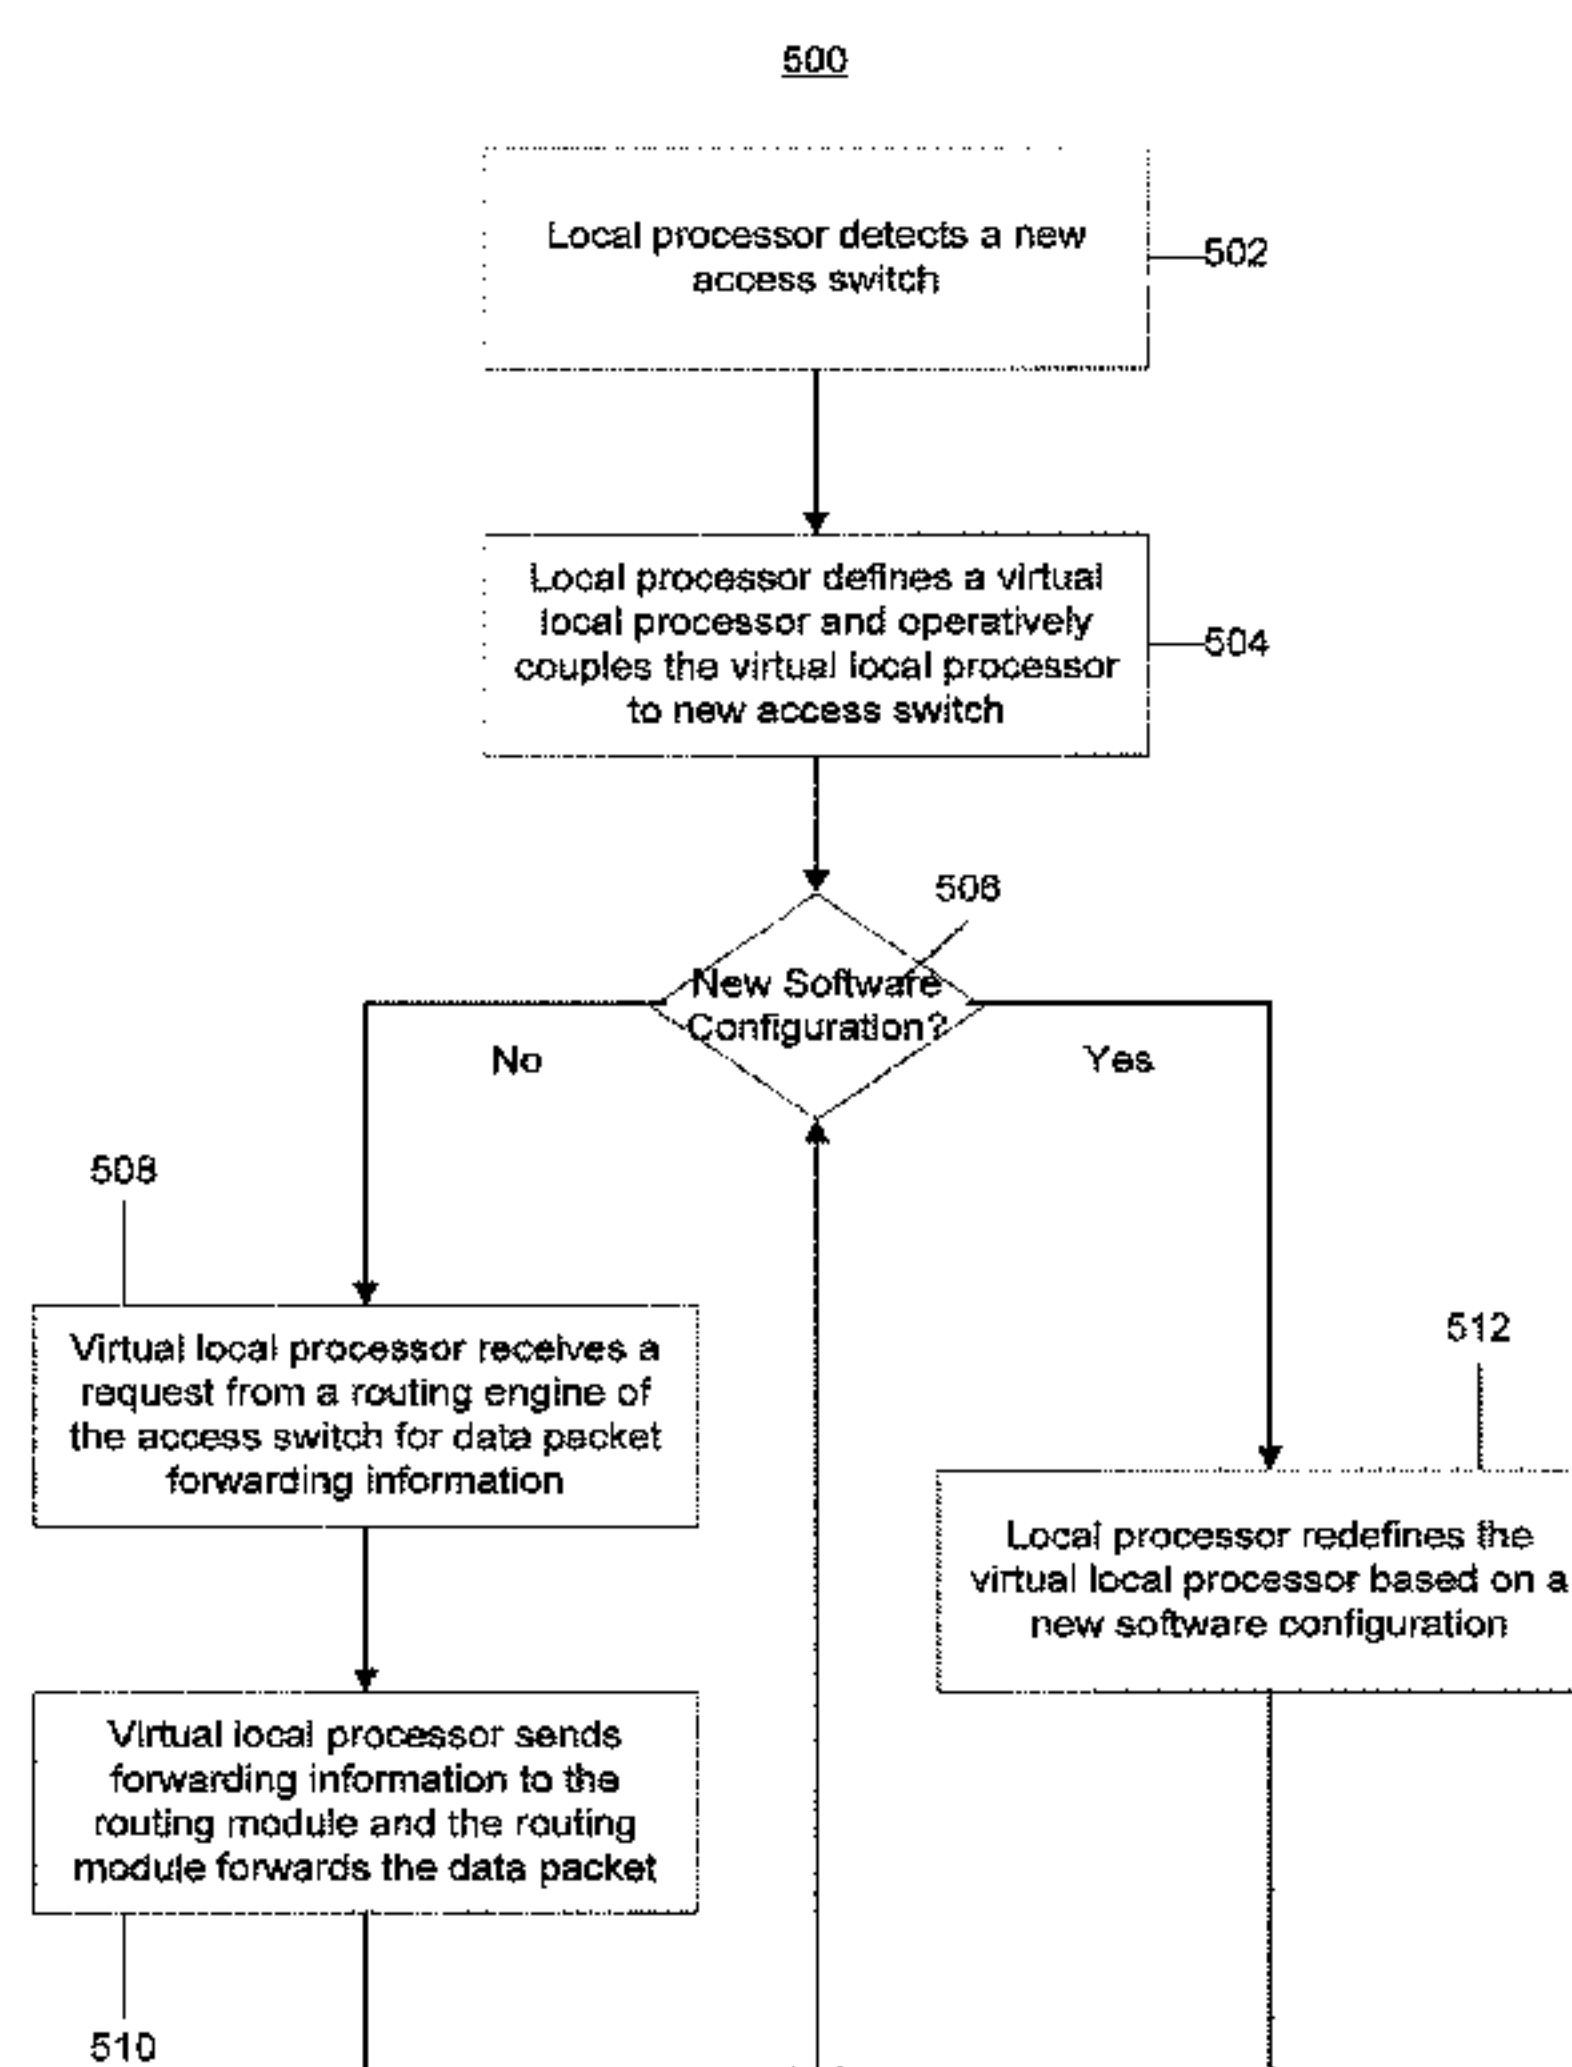 500
Local processor detects a new
access switch
502
Local processor defines a virtual
local processor and operatively
couples the virtual local processor
to new access switch
504
506
New Software
Configuration?
No
Yes
508
Virtual local processor receives a
request from a routing engine of
the access switch for data packet
forwarding information
512
Local processor redefines the
virtual local processor based on a
new software configuration
Virtual local processor sends
forwarding information to the
routing module and the routing
module forwards the data packet
510